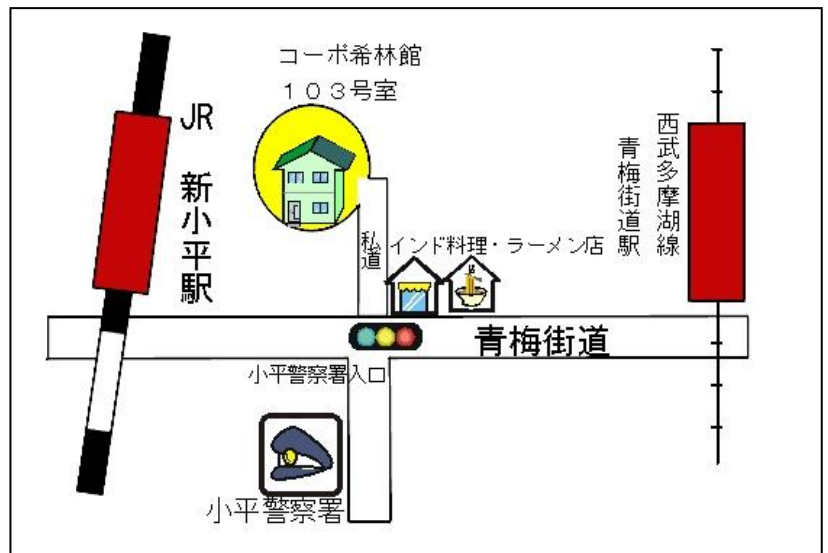 コーポ希林館
１０３号室
JR 新小平駅
西武多摩湖線
青梅街道駅
私道
インド料理・ラーメン店
青梅街道
小平警察署入口
小平警察署